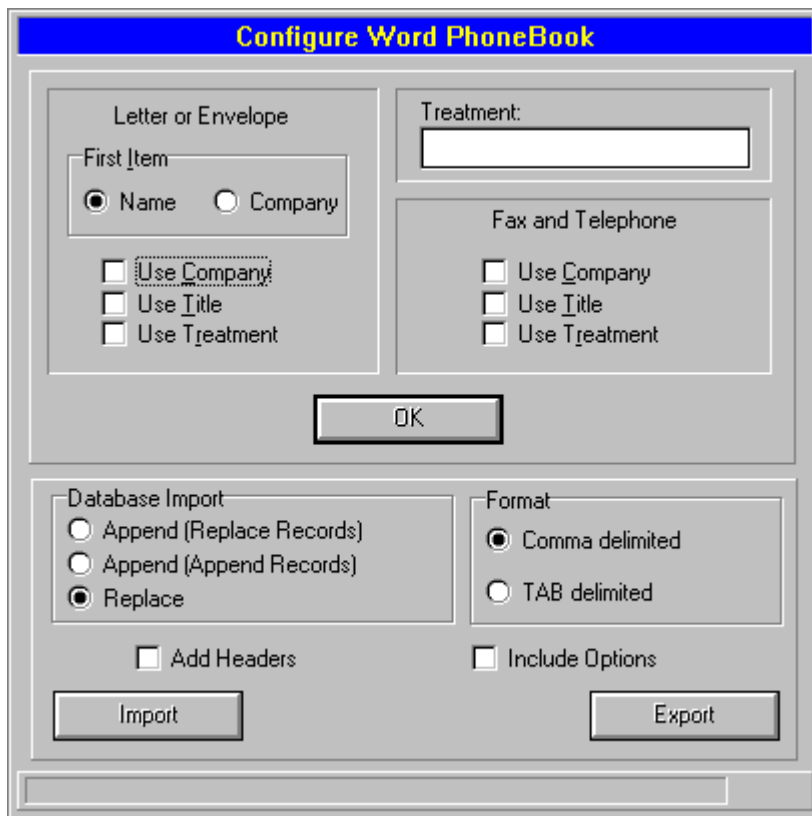 Configure Word PhoneBook
Letter or Envelope
First Item
Name Company
Use Company
Use Title
Use Treatment
Treatment:
Fax and Telephone
Use Company
Use Title
Use Treatment
OK
Database Import
Append (Replace Records)
Append (Append Records)
Replace
Format
Comma delimited
TAB delimited
Add Headers
Include Options
Import
Export